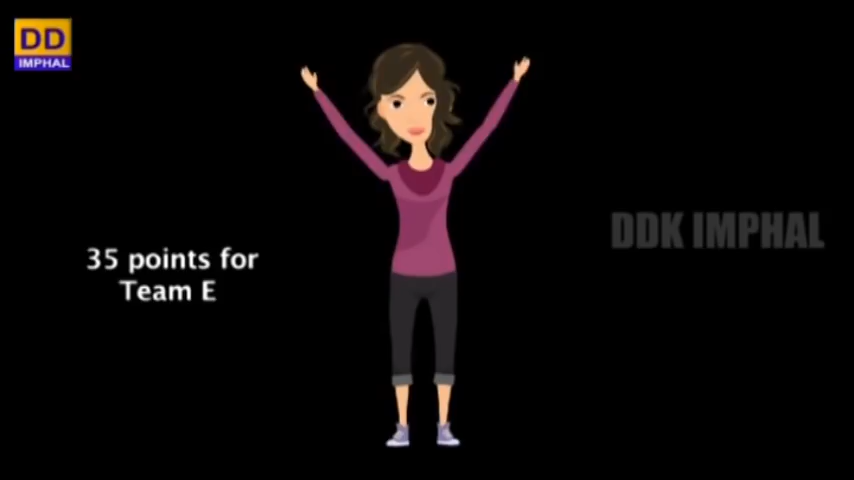 DD
IMPHAL
DDK IMPHAL
35 points for
Team E